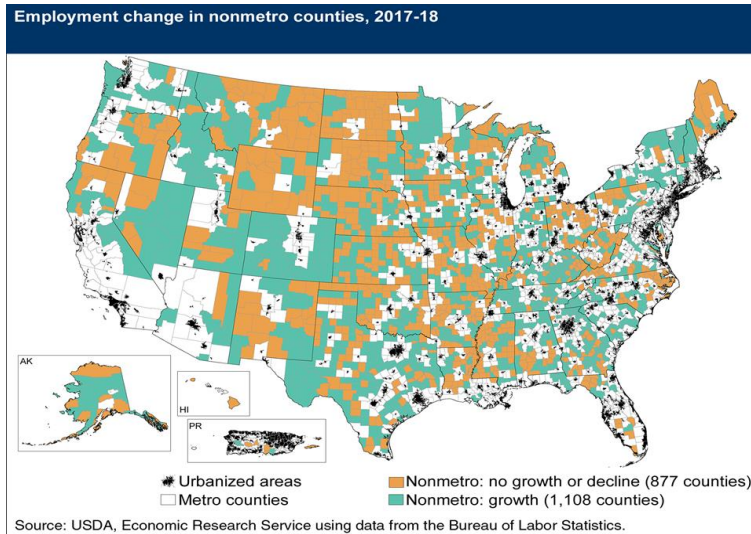 Employment change in nonmetro counties, 2017-18
AK
HI
PR
Urbanized areas
Metro counties
Nonmetro: no growth or decline (877 counties)
Nonmetro: growth (1,108 counties)
Source: USDA, Economic Research Service using data from the Bureau of Labor Statistics.